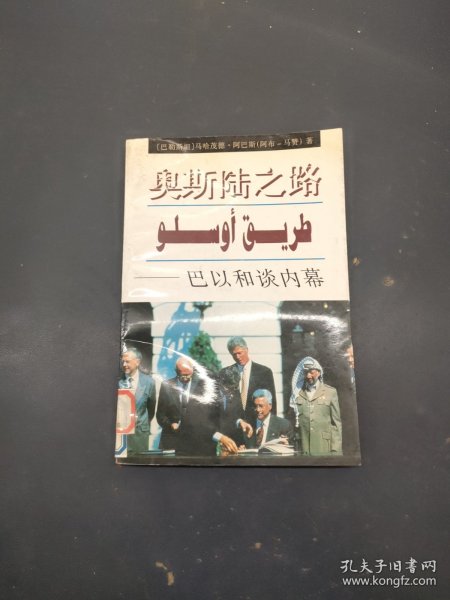 [巴勒斯坦]马哈茂德·阿巴斯(阿布-马赞) 著
奥斯陆之路
طريق أوسلو
——巴以和谈内幕
孔夫子旧书网
www.kongfz.com